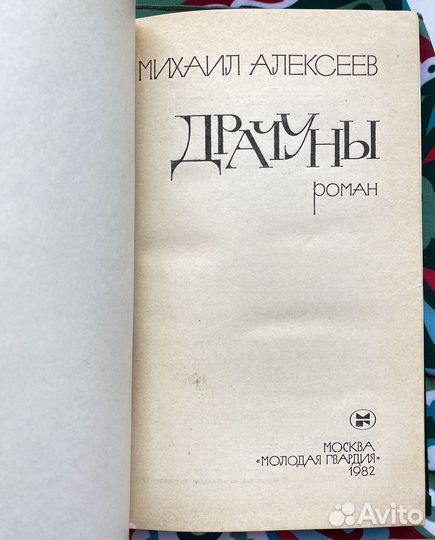 МИХАИЛ АЛЕКСЕЕВ
ДРАЧУНЫ
роман
МОСКВА
«МОЛОДАЯ ГВАРДИЯ»
1982
Avito